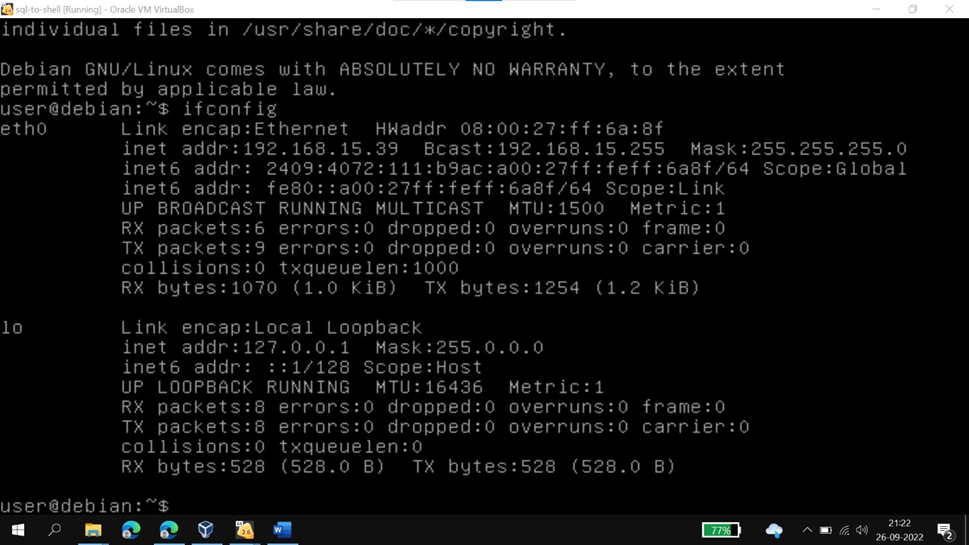 sql-to-shell [Running] - Oracle VM VirtualBox
individual files in /usr/share/doc/*/copyright.
Debian GNU/Linux comes with ABSOLUTELY NO WARRANTY, to the extent
permitted by applicable law.
user@debian:~$ ifconfig
eth0 Link encap:Ethernet HWaddr 08:00:27:ff:6a:8f
inet addr:192.168.15.39 Bcast:192.168.15.255 Mask:255.255.255.0
inet6 addr: 2409:4072:111:b9ac:a00:27ff:feff:6a8f/64 Scope:Global
inet6 addr: fe80::a00:27ff:feff:6a8f/64 Scope:Link
UP BROADCAST RUNNING MULTICAST MTU:1500 Metric:1
RX packets:6 errors:0 dropped:0 overruns:0 frame:0
TX packets:9 errors:0 dropped:0 overruns:0 carrier:0
collisions:0 txqueuelen:1000
RX bytes:1070 (1.0 KiB) TX bytes:1254 (1.2 KiB)
lo Link encap:Local Loopback
inet addr:127.0.0.1 Mask:255.0.0.0
inet6 addr: ::1/128 Scope:Host
UP LOOPBACK RUNNING MTU:16436 Metric:1
RX packets:8 errors:0 dropped:0 overruns:0 frame:0
TX packets:8 errors:0 dropped:0 overruns:0 carrier:0
collisions:0 txqueuelen:0
RX bytes:528 (528.0 B) TX bytes:528 (528.0 B)
user@debian:~$
2.6
W
77%
21:22
26-09-2022
2